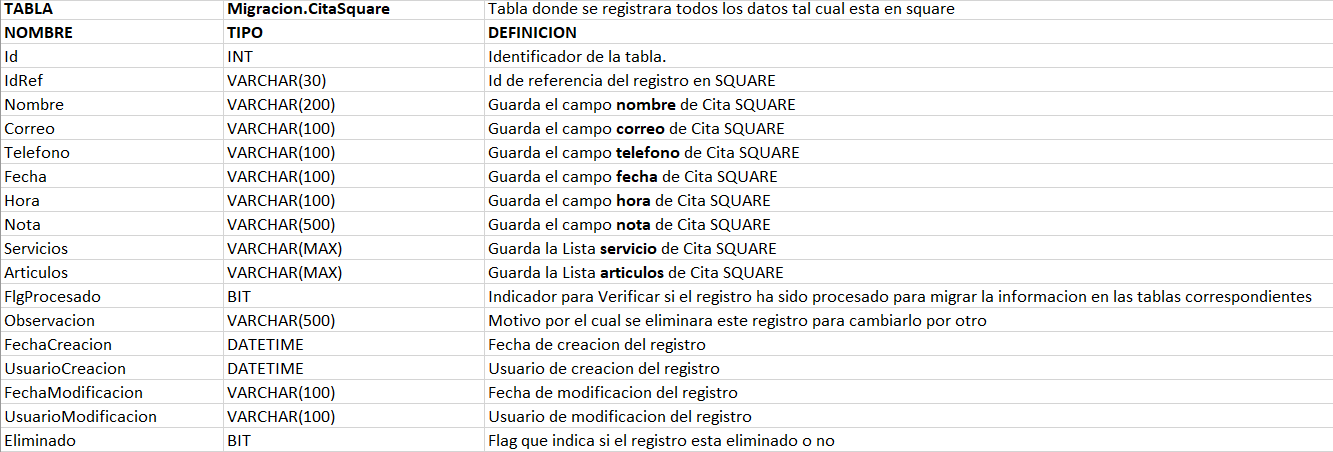 TABLA Migracion.CitaSquare Tabla donde se registrara todos los datos tal cual esta en square
NOMBRE TIPO DEFINICION
Id INT Identificador de la tabla.
IdRef VARCHAR(30) Id de referencia del registro en SQUARE
Nombre VARCHAR(200) Guarda el campo nombre de Cita SQUARE
Correo VARCHAR(100) Guarda el campo correo de Cita SQUARE
Telefono VARCHAR(100) Guarda el campo telefono de Cita SQUARE
Fecha VARCHAR(100) Guarda el campo fecha de Cita SQUARE
Hora VARCHAR(100) Guarda el campo hora de Cita SQUARE
Nota VARCHAR(500) Guarda el campo nota de Cita SQUARE
Servicios VARCHAR(MAX) Guarda la Lista servicio de Cita SQUARE
Articulos VARCHAR(MAX) Guarda la Lista articulos de Cita SQUARE
FlgProcesado BIT Indicador para Verificar si el registro ha sido procesado para migrar la informacion en las tablas correspondientes
Observacion VARCHAR(500) Motivo por el cual se eliminara este registro para cambiarlo por otro
FechaCreacion DATETIME Fecha de creacion del registro
UsuarioCreacion DATETIME Usuario de creacion del registro
FechaModificacion VARCHAR(100) Fecha de modificacion del registro
UsuarioModificacion VARCHAR(100) Usuario de modificacion del registro
Eliminado BIT Flag que indica si el registro esta eliminado o no